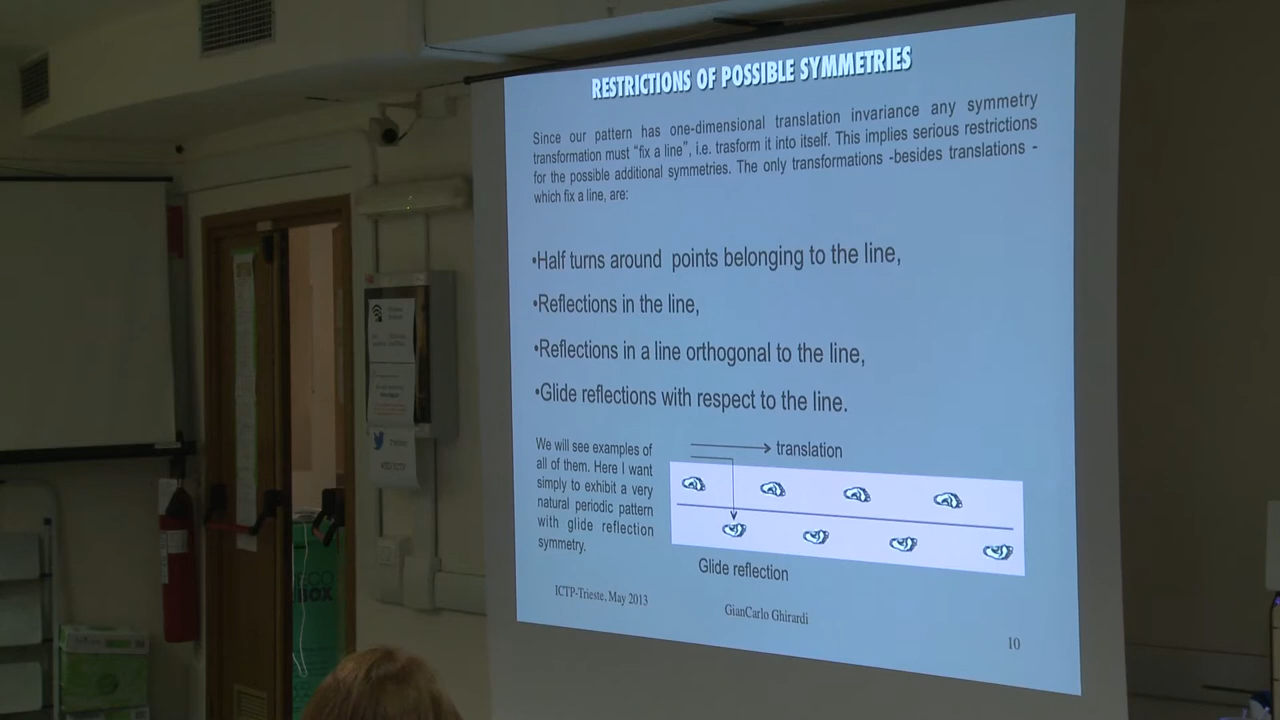 RESTRICTIONS OF POSSIBLE SYMMETRIES
Since our pattern has one-dimensional translation invariance any symmetry
transformation must “fix a line”, i.e. trasform it into itself. This implies serious restrictions
for the possible additional symmetries. The only transformations -besides translations -
which fix a line, are:
•Half turns around points belonging to the line,
•Reflections in the line,
•Reflections in a line orthogonal to the line,
•Glide reflections with respect to the line.
We will see examples of
all of them. Here I want
simply to exhibit a very
natural periodic pattern
with glide reflection
symmetry.
translation
Glide reflection
ICTP-Trieste, May 2013
GianCarlo Ghirardi
10
ECO
BOX